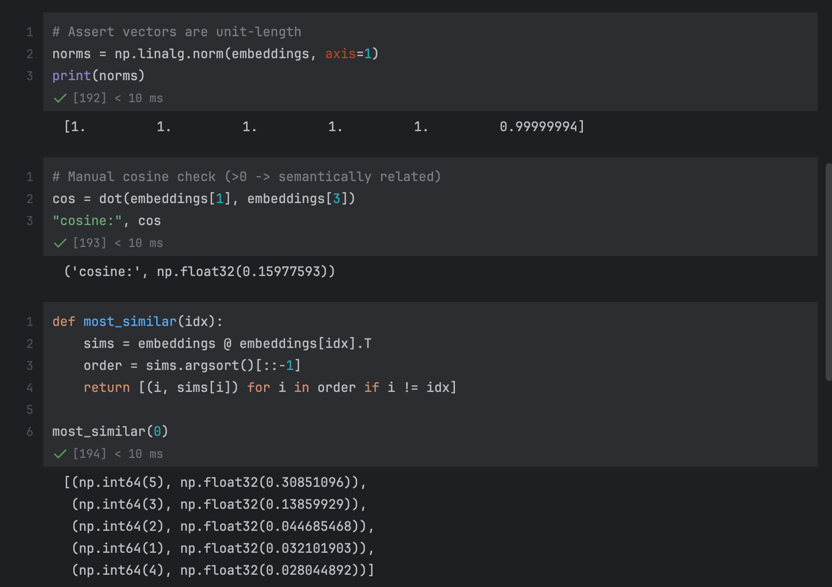 1 # Assert vectors are unit-length
2 norms = np.linalg.norm(embeddings, axis=1)
3 print(norms)
✓ [192] < 10 ms
[1. 1. 1. 1. 1. 0.99999994]
1 # Manual cosine check (>0 -> semantically related)
2 cos = dot(embeddings[1], embeddings[3])
3 "cosine:", cos
✓ [193] < 10 ms
('cosine:', np.float32(0.15977593))
1 def most_similar(idx):
2     sims = embeddings @ embeddings[idx].T
3     order = sims.argsort()[::-1]
4     return [(i, sims[i]) for i in order if i != idx]
5
6 most_similar(0)
✓ [194] < 10 ms
[(np.int64(5), np.float32(0.30851096)),
(np.int64(3), np.float32(0.13859929)),
(np.int64(2), np.float32(0.044685468)),
(np.int64(1), np.float32(0.032101903)),
(np.int64(4), np.float32(0.028044892))]